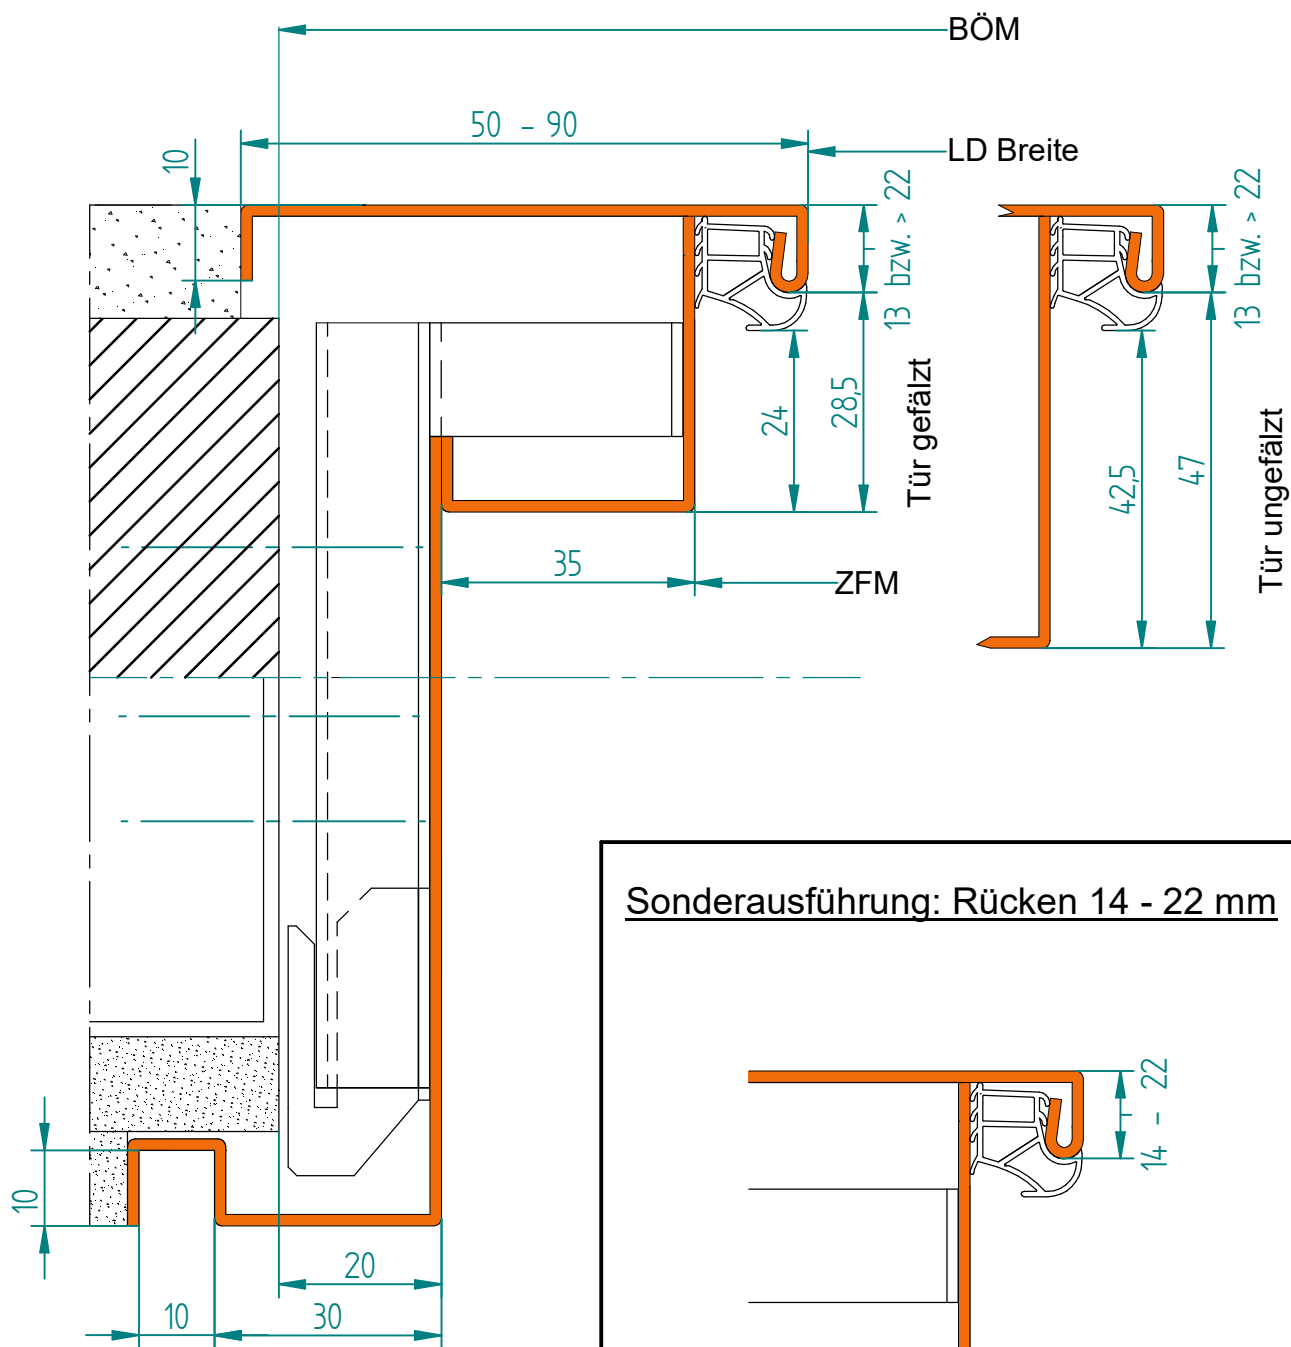 BÖM
50 - 90
LD Breite
10
13 bzw. > 22
13 bzw. > 22
24
28,5
Tür gefälzt
42,5
47
Tür ungefälzt
35
ZFM
Sonderausführung: Rücken 14 - 22 mm
14 - 22
10
20
10
30